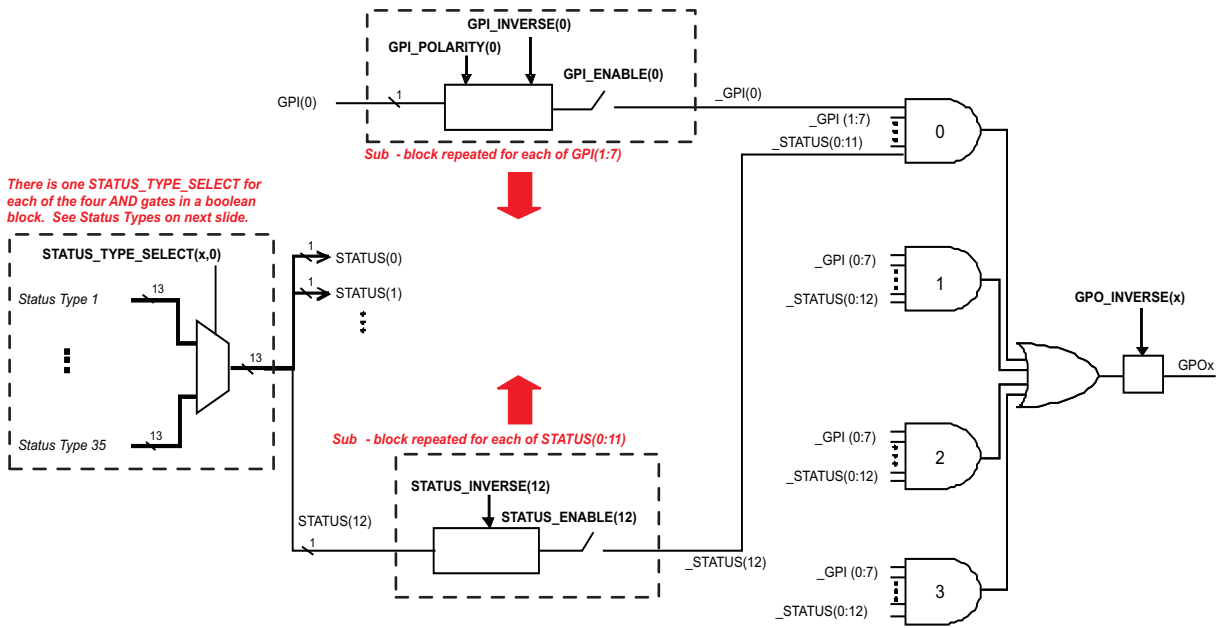 GPI_INVERSE(0)
GPI_POLARITY(0)
GPI_ENABLE(0)
GPI(0)
1
_GPI(0)
_GPI (1:7)
_STATUS(0:11)
0
Sub - block repeated for each of GPI(1:7)
There is one STATUS_TYPE_SELECT for
each of the four AND gates in a boolean
block. See Status Types on next slide.
STATUS_TYPE_SELECT(x,0)
Status Type 1
13
13
Status Type 35
13
1
STATUS(0)
1
STATUS(1)
_GPI (0:7)
_STATUS(0:12)
1
GPO_INVERSE(x)
GPOx
Sub - block repeated for each of STATUS(0:11)
STATUS_INVERSE(12)
STATUS_ENABLE(12)
STATUS(12)
1
_STATUS(12)
_GPI (0:7)
_STATUS(0:12)
2
_GPI (0:7)
_STATUS(0:12)
3